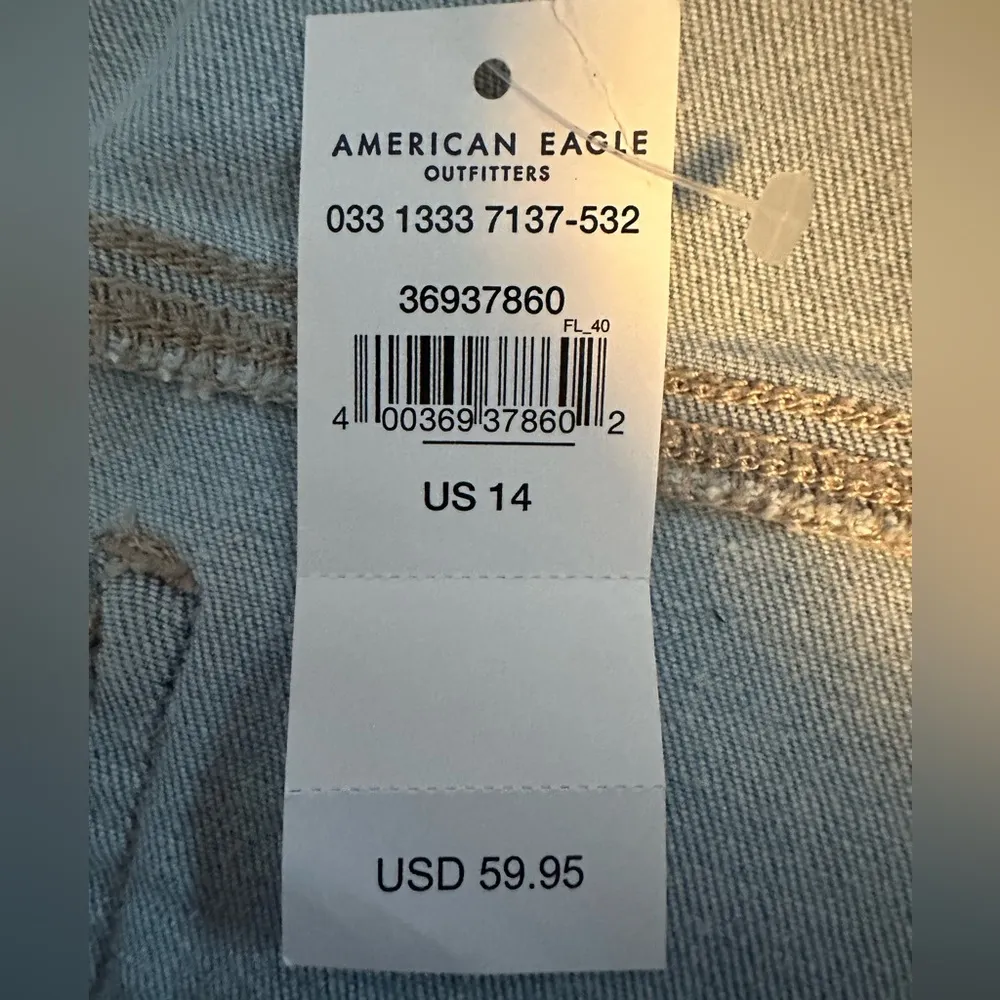 AMERICAN EAGLE
OUTFITTERS
033 1333 7137-532
36937860
FL_40
4 00369 37860 2
US 14
USD 59.95